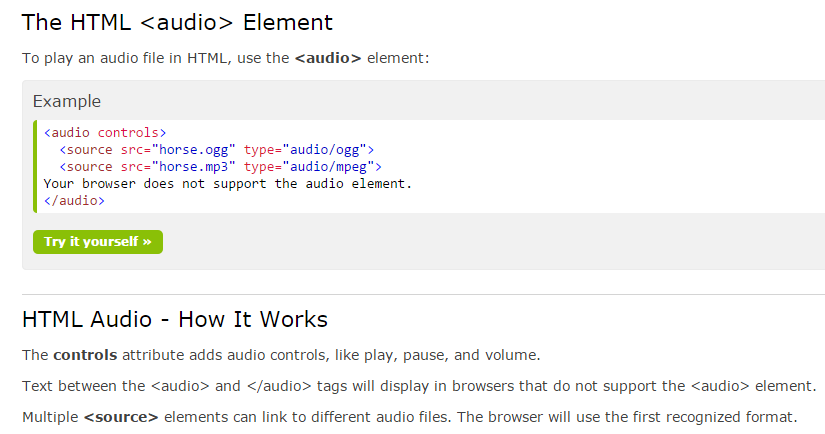 The HTML <audio> Element
To play an audio file in HTML, use the <audio> element:
Example
<audio controls>
  <source src="horse.ogg" type="audio/ogg">
  <source src="horse.mp3" type="audio/mpeg">
Your browser does not support the audio element.
</audio>
Try it yourself »
HTML Audio - How It Works
The controls attribute adds audio controls, like play, pause, and volume.
Text between the <audio> and </audio> tags will display in browsers that do not support the <audio> element.
Multiple <source> elements can link to different audio files. The browser will use the first recognized format.